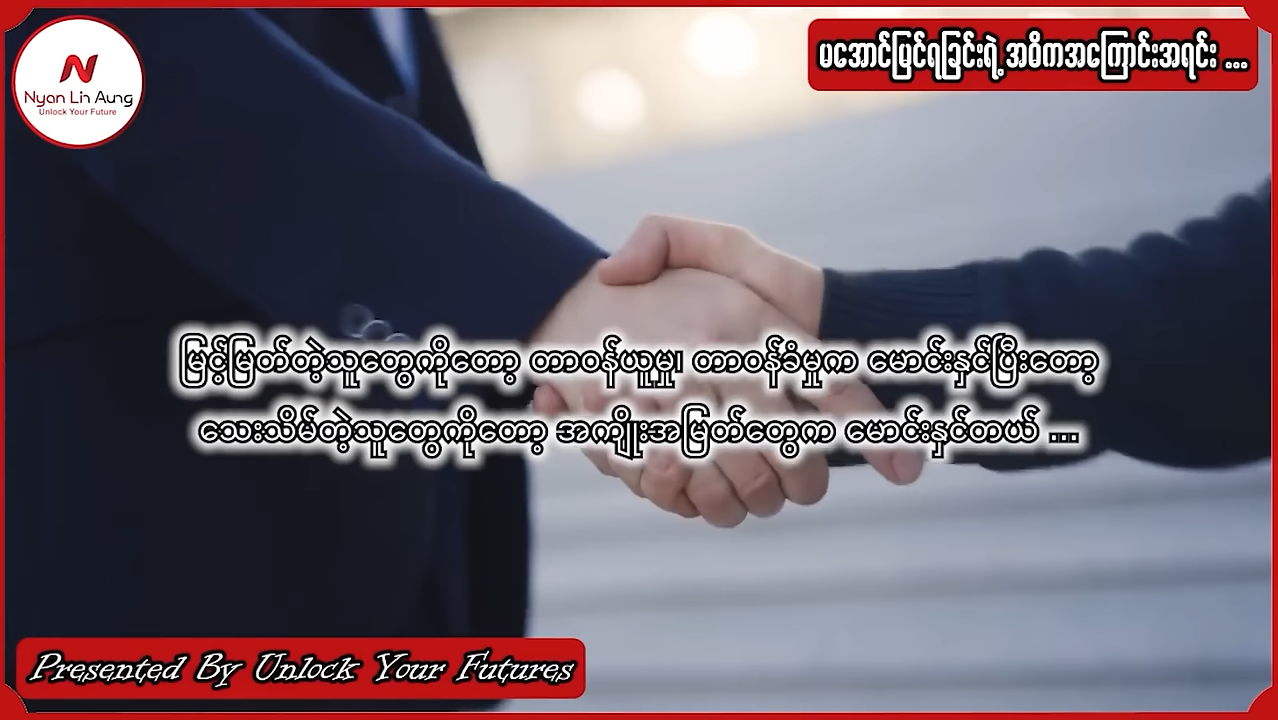 Nyan Lin Aung
Unlock Your Future
မအောင်မြင်ရခြင်းရဲ့ အဓိကအကြောင်းအရင်း ...
မြင့်မြတ်တဲ့သူတွေကိုတော့ တာဝန်ယူမှု၊ တာဝန်ခံမှုက မောင်းနှင်ပြီးတော့
သေးသိမ်တဲ့သူတွေကိုတော့ အကျိုးအမြတ်တွေက မောင်းနှင်တယ် ...
Presented By Unlock Your Futures